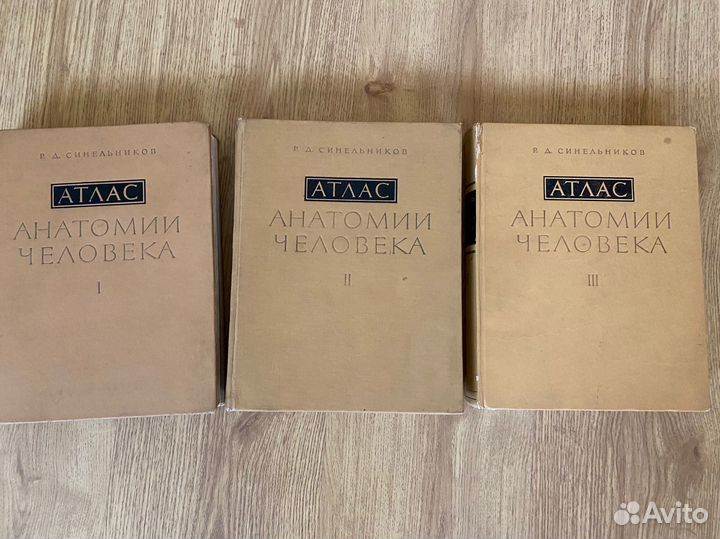 Р. Д. СИНЕЛЬНИКОВ
АТЛАС
АНАТОМИИ
ЧЕЛОВЕКА
I
Р. Д. СИНЕЛЬНИКОВ
АТЛАС
АНАТОМИИ
ЧЕЛОВЕКА
II
Р. Д. СИНЕЛЬНИКОВ
АТЛАС
АНАТОМИИ
ЧЕЛОВЕКА
III
Avito